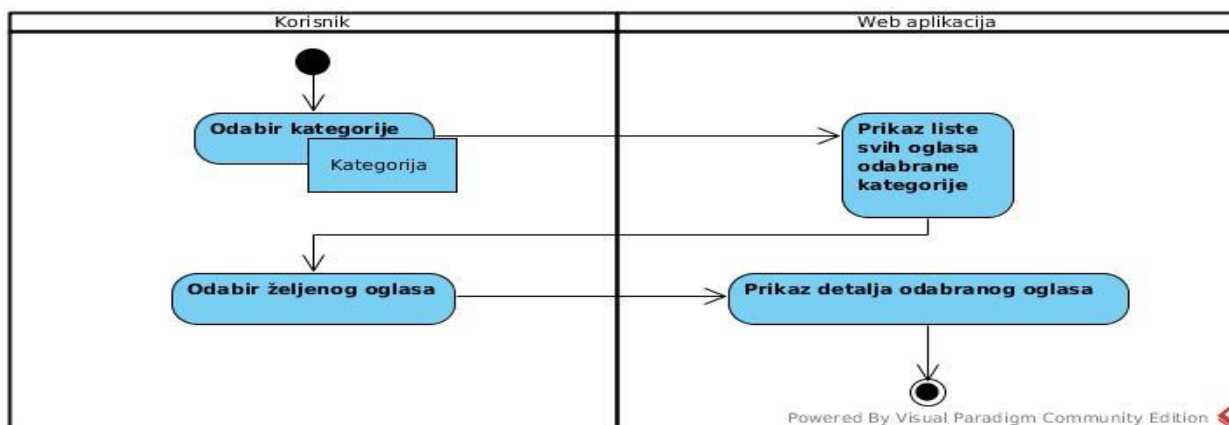 Korisnik
Web aplikacija
Odabir kategorije
Kategorija
Prikaz liste
svih oglasa
odabrane
kategorije
Odabir željenog oglasa
Prikaz detalja odabranog oglasa
Powered By Visual Paradigm Community Edition